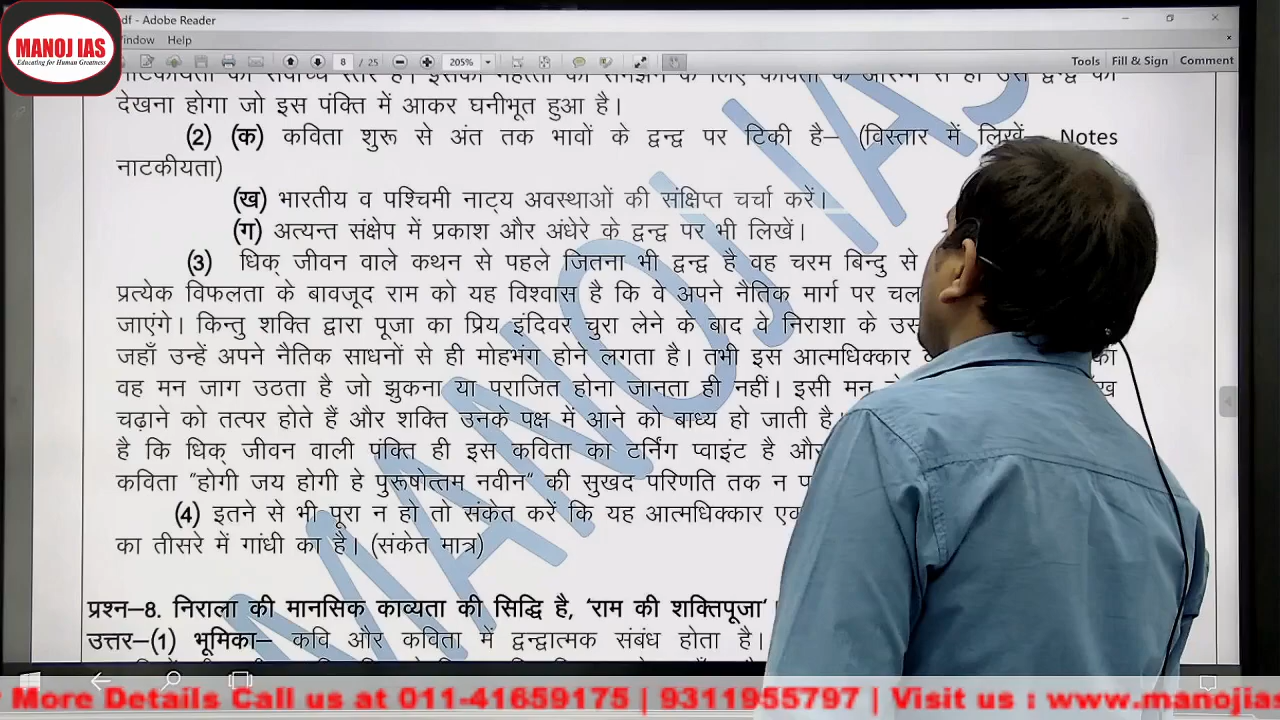 MANOJ IAS
Educating for Human Greatness
df - Adobe Reader
indow Help
8 / 25
205%
Tools Fill & Sign Comment
देखना होगा जो इस पंक्ति में आकर घनीभूत हुआ है।
(2) (क) कविता शुरू से अंत तक भावों के द्वन्द्व पर टिकी है– (विस्तार में लिखें Notes
नाटकीयता)
(ख) भारतीय व पश्चिमी नाट्य अवस्थाओं की संक्षिप्त चर्चा करें।
(ग) अत्यन्त संक्षेप में प्रकाश और अंधेरे के द्वन्द्व पर भी लिखें।
(3) धिक् जीवन वाले कथन से पहले जितना भी द्वन्द्व है वह चरम बिन्दु से
प्रत्येक विफलता के बावजूद राम को यह विश्वास है कि वे अपने नैतिक मार्ग पर चल
जाएंगे। किन्तु शक्ति द्वारा पूजा का प्रिय इंदिवर चुरा लेने के बाद वे निराशा के उस
जहाँ उन्हें अपने नैतिक साधनों से ही मोहभंग होने लगता है। तभी इस आत्मधिक्कार का
वह मन जाग उठता है जो झुकना या पराजित होना जानता ही नहीं। इसी मन
चढ़ाने को तत्पर होते हैं और शक्ति उनके पक्ष में आने को बाध्य हो जाती है।
है कि धिक् जीवन वाली पंक्ति ही इस कविता का टर्निंग प्वाइंट है और
कविता "होगी जय होगी हे पुरूषोत्तम नवीन" की सुखद परिणति तक न प
(4) इतने से भी पूरा न हो तो संकेत करें कि यह आत्मधिक्कार एक
का तीसरे में गांधी का है। (संकेत मात्र)
प्रश्न–8. निराला की मानसिक काव्यता की सिद्धि है, 'राम की शक्तिपूजा'।
उत्तर–(1) भूमिका– कवि और कविता में द्वन्द्वात्मक संबंध होता है।
MANOJ IAS
More Details Call us at 011-41659175 | 9311955797 | Visit us : www.manojias